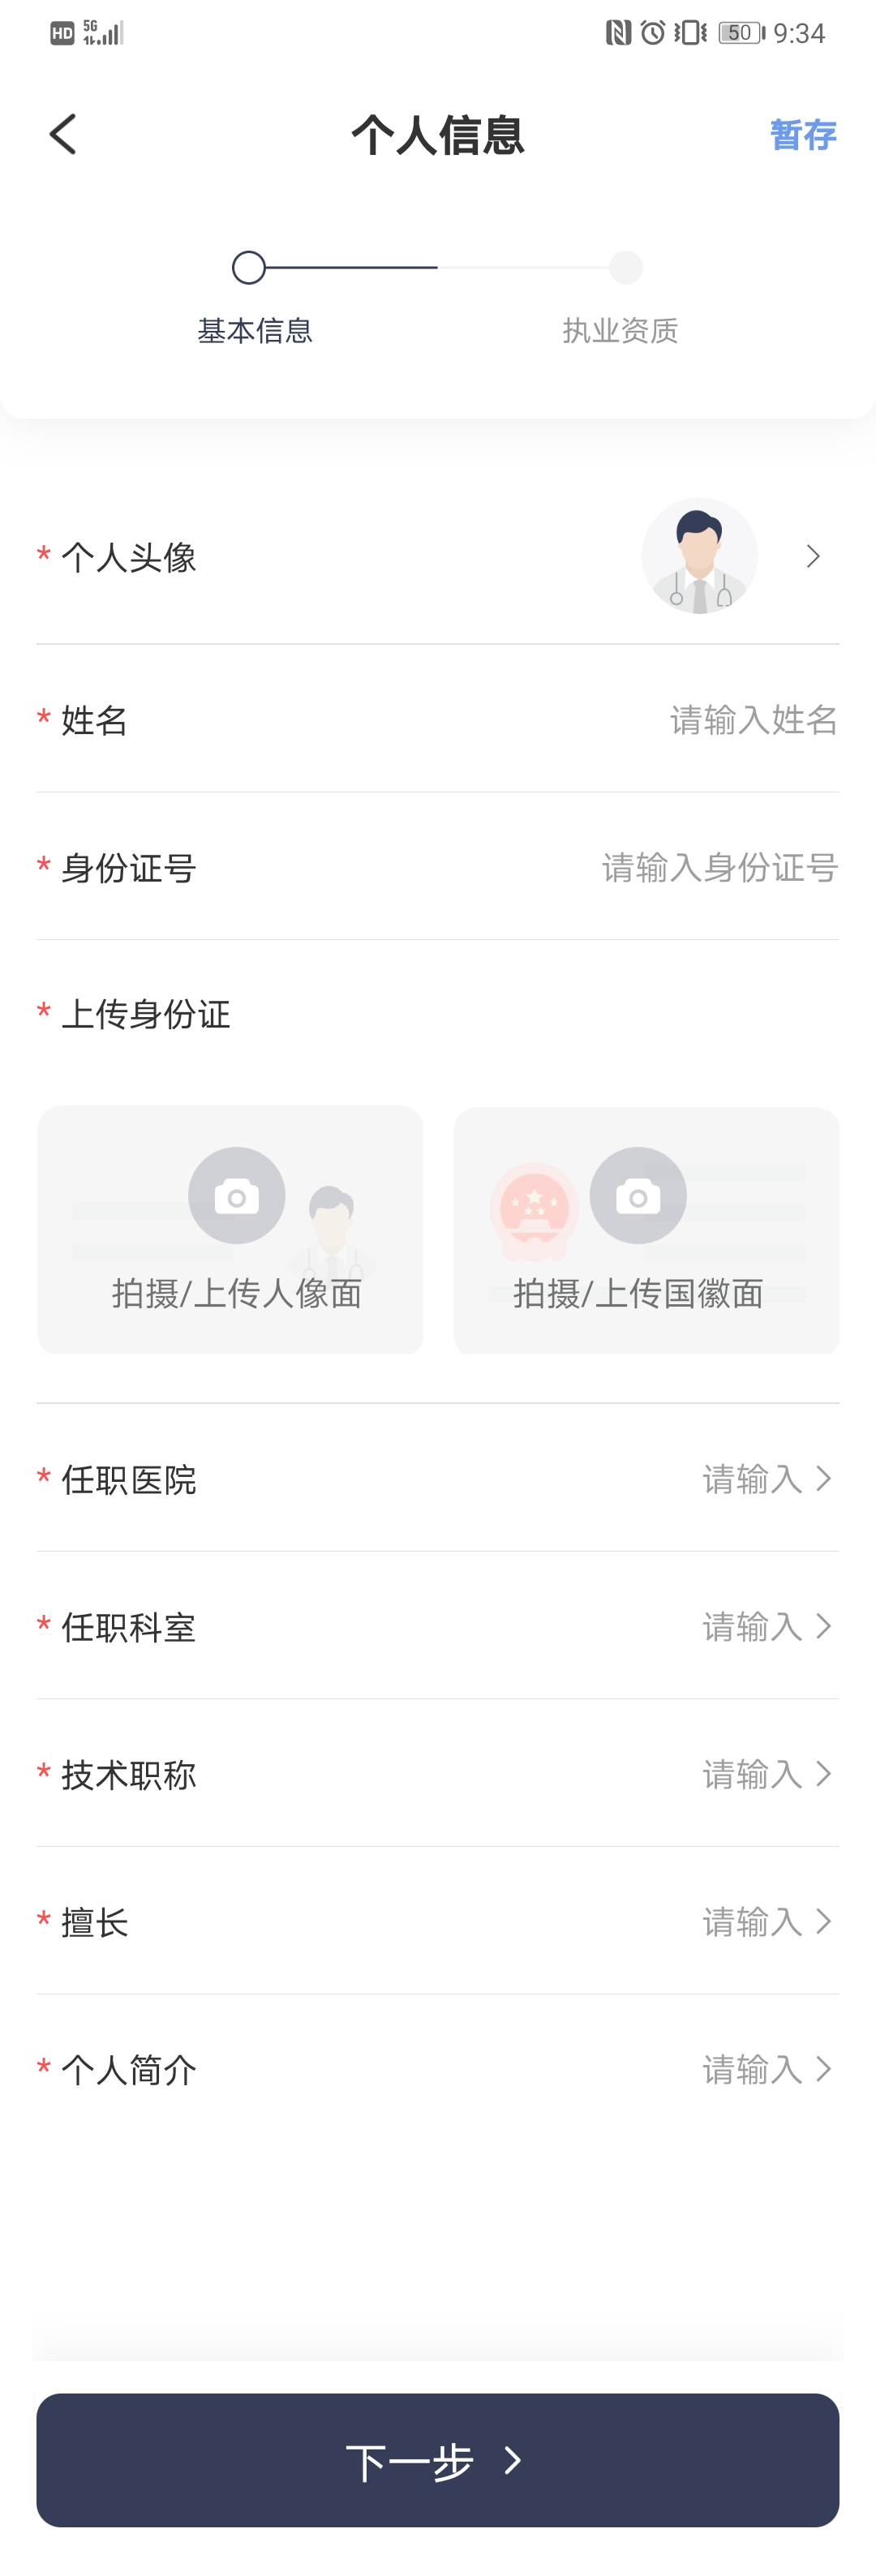 HD 5G 50 9:34
个人信息 暂存
基本信息 执业资质
* 个人头像
* 姓名 请输入姓名
* 身份证号 请输入身份证号
* 上传身份证
拍摄/上传人像面 拍摄/上传国徽面
* 任职医院 请输入
* 任职科室 请输入
* 技术职称 请输入
* 擅长 请输入
* 个人简介 请输入
下一步